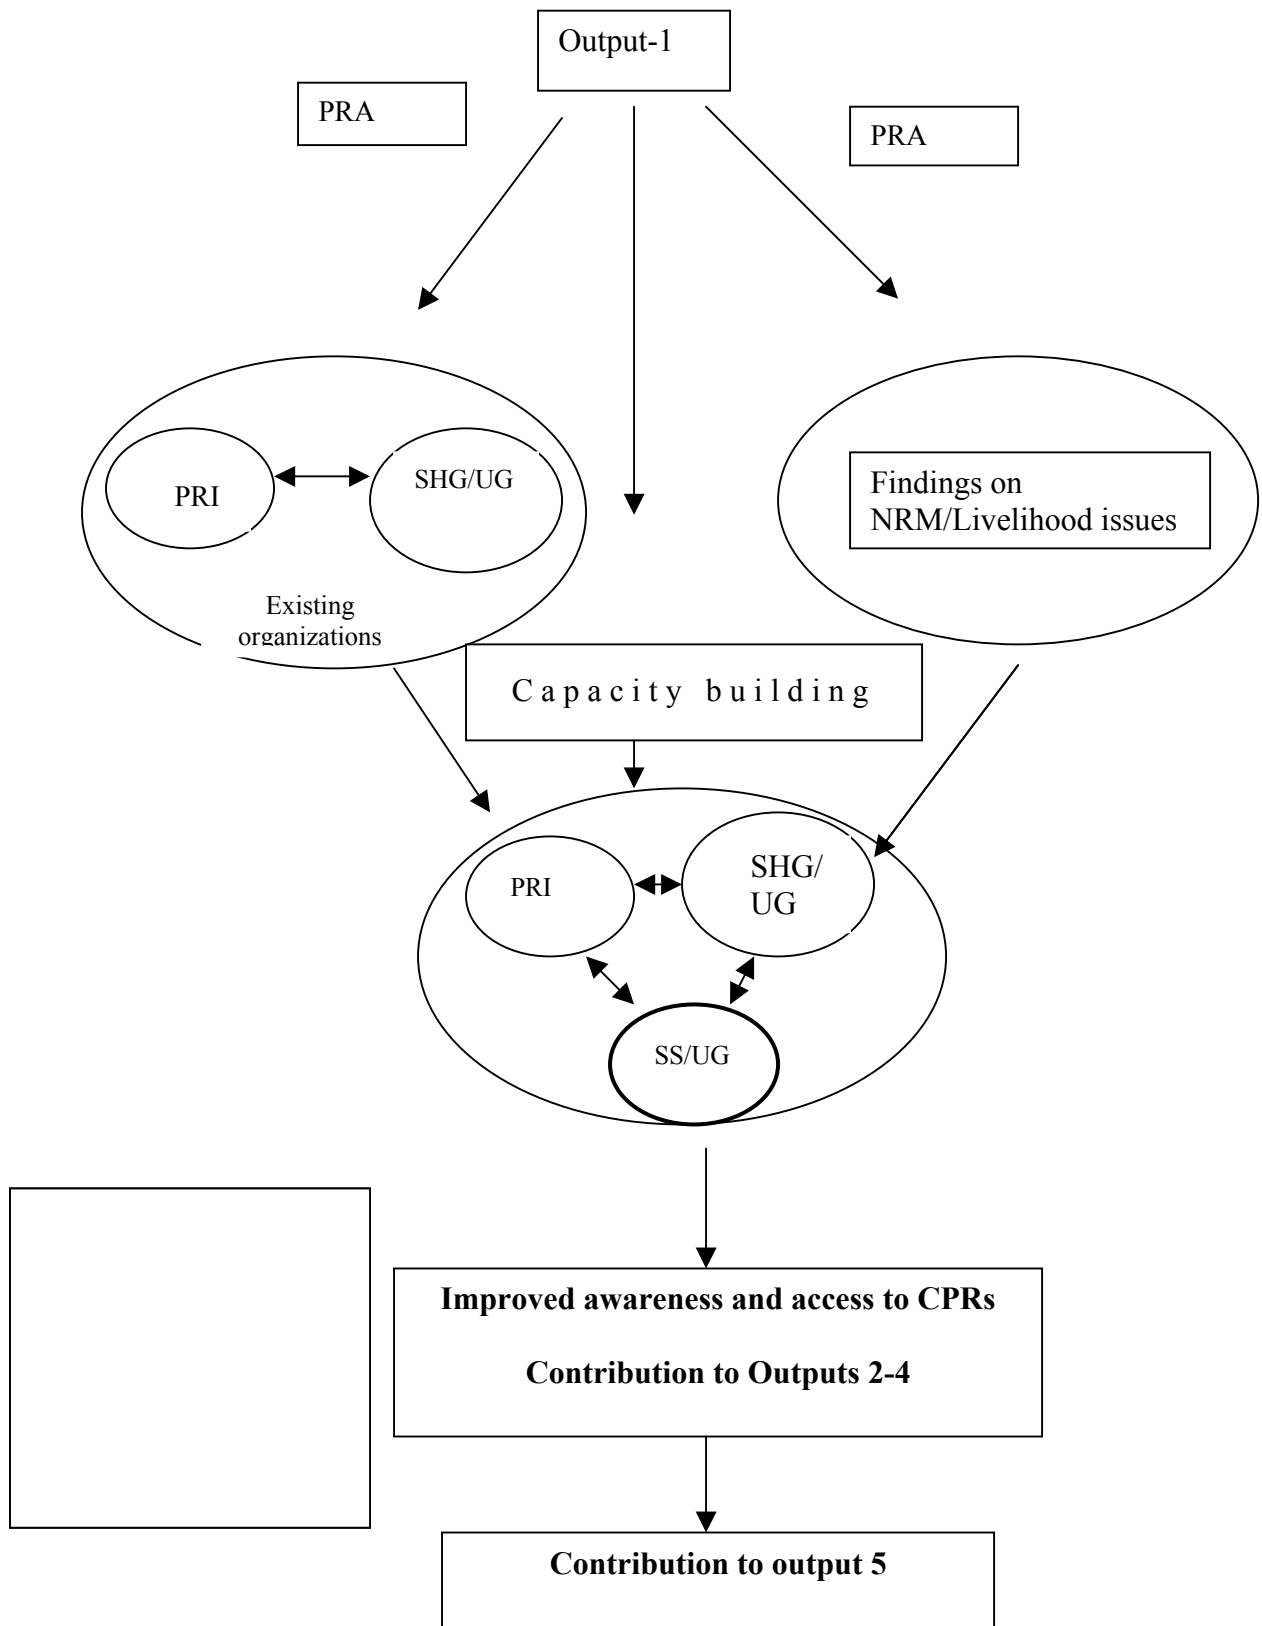 Output-1
PRA
PRA
PRI
SHG/UG
Existing
organizations
Findings on
NRM/Livelihood issues
Capacity building
PRI
SHG/
UG
SS/UG
Improved awareness and access to CPRs
Contribution to Outputs 2-4
Contribution to output 5